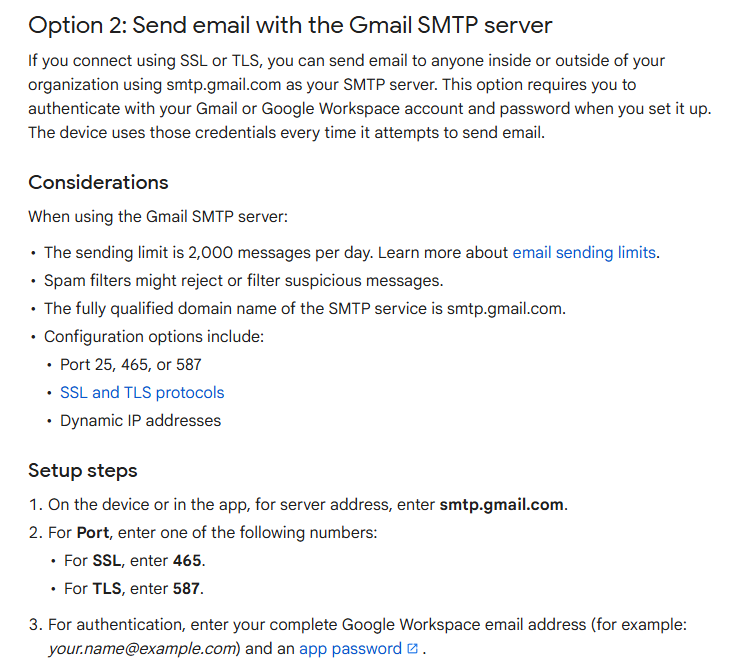 Option 2: Send email with the Gmail SMTP server
If you connect using SSL or TLS, you can send email to anyone inside or outside of your
organization using smtp.gmail.com as your SMTP server. This option requires you to
authenticate with your Gmail or Google Workspace account and password when you set it up.
The device uses those credentials every time it attempts to send email.
Considerations
When using the Gmail SMTP server:
• The sending limit is 2,000 messages per day. Learn more about email sending limits.
• Spam filters might reject or filter suspicious messages.
• The fully qualified domain name of the SMTP service is smtp.gmail.com.
• Configuration options include:
• Port 25, 465, or 587
• SSL and TLS protocols
• Dynamic IP addresses
Setup steps
1. On the device or in the app, for server address, enter smtp.gmail.com.
2. For Port, enter one of the following numbers:
• For SSL, enter 465.
• For TLS, enter 587.
3. For authentication, enter your complete Google Workspace email address (for example:
your.name@example.com) and an app password .